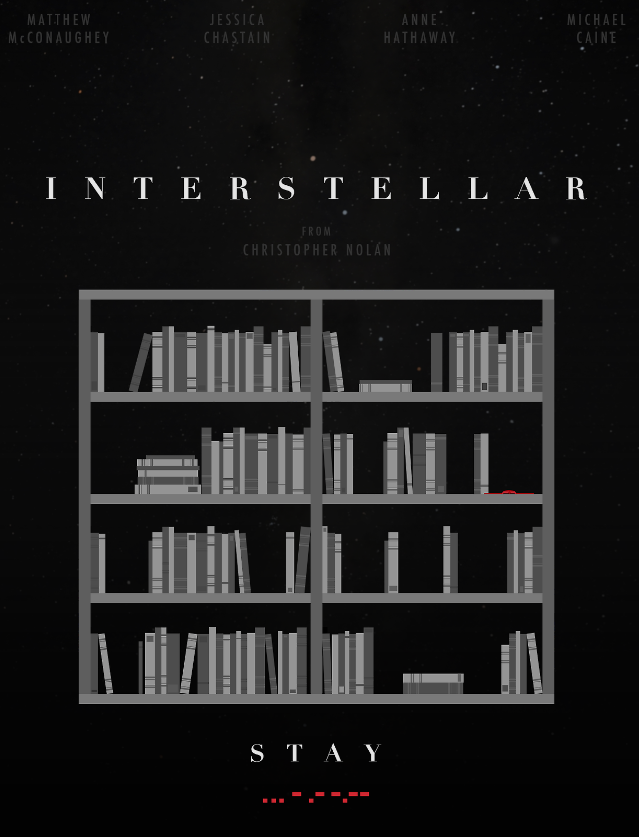 MATTHEW McCONAUGHEY
JESSICA CHASTAIN
ANNE HATHAWAY
MICHAEL CAINE
INTERSTELLAR
FROM
CHRISTOPHER NOLAN
STAY